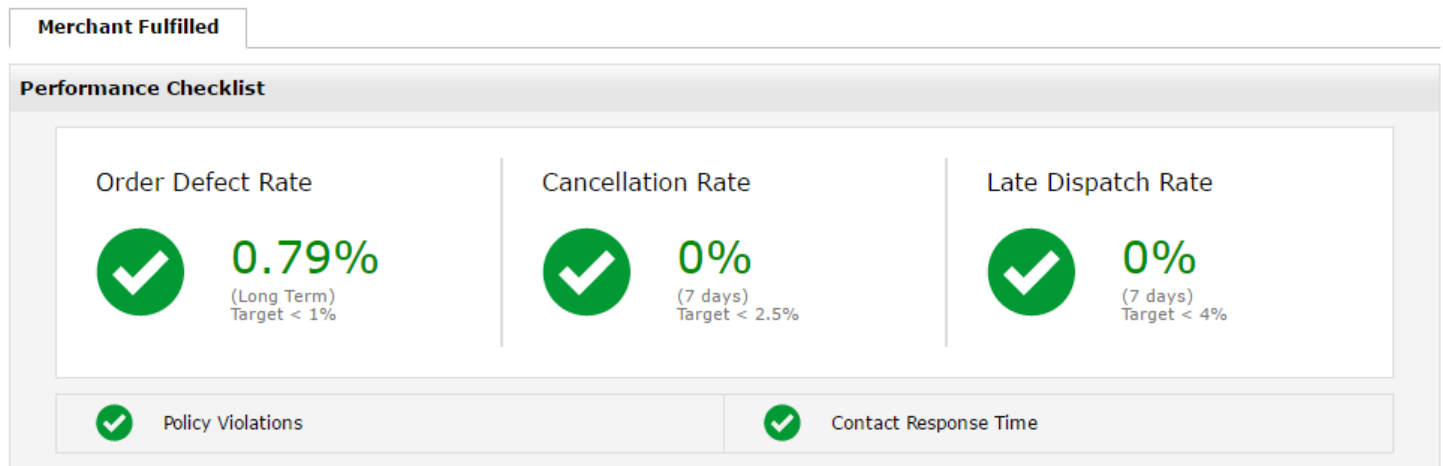 Merchant Fulfilled
Performance Checklist
Order Defect Rate
0.79%
(Long Term)
Target < 1%
Cancellation Rate
0%
(7 days)
Target < 2.5%
Late Dispatch Rate
0%
(7 days)
Target < 4%
Policy Violations
Contact Response Time